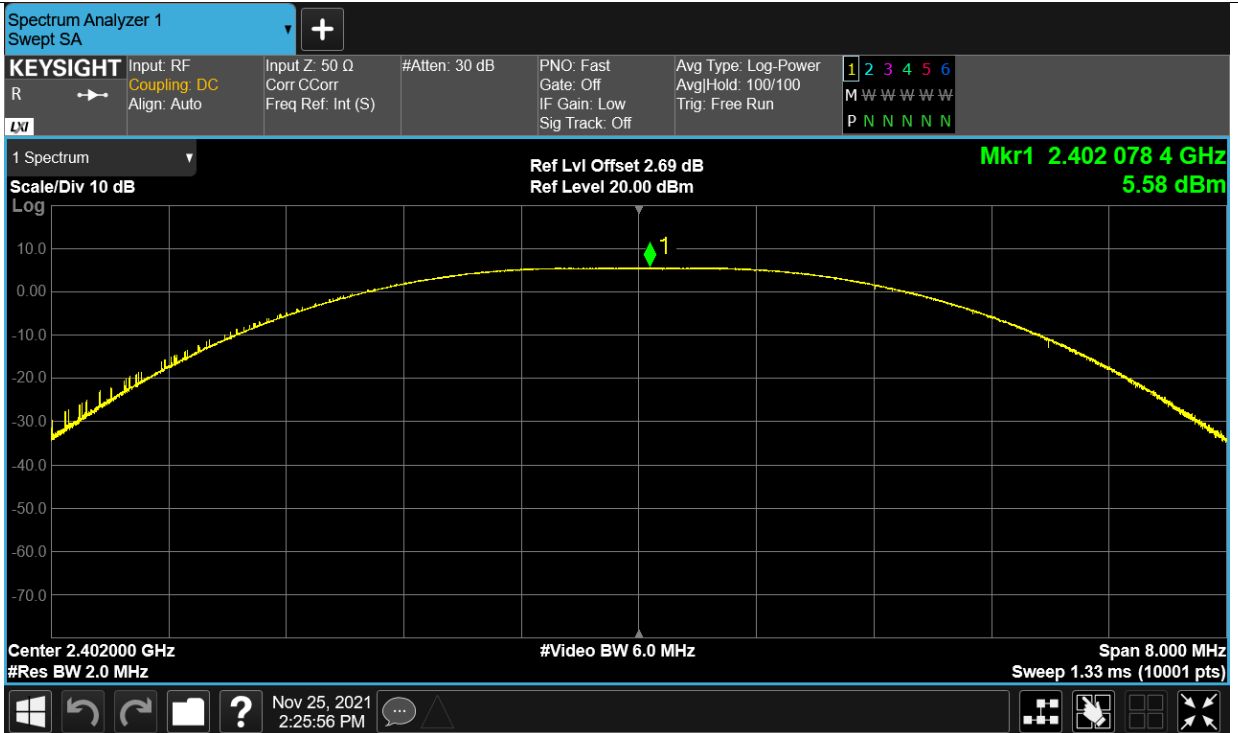 Spectrum Analyzer 1
Swept SA
KEYSIGHT
R
LXI
Input: RF
Coupling: DC
Align: Auto
Input Z: 50 Ω
Corr CCorr
Freq Ref: Int (S)
#Atten: 30 dB
PNO: Fast
Gate: Off
IF Gain: Low
Sig Track: Off
Avg Type: Log-Power
Avg|Hold: 100/100
Trig: Free Run
1 2 3 4 5 6
M W W W W W
P N N N N N
1 Spectrum
Scale/Div 10 dB
Log
Ref Lvl Offset 2.69 dB
Ref Level 20.00 dBm
Mkr1 2.402 078 4 GHz
5.58 dBm
1
10.0
0.00
-10.0
-20.0
-30.0
-40.0
-50.0
-60.0
-70.0
Center 2.402000 GHz
#Res BW 2.0 MHz
#Video BW 6.0 MHz
Span 8.000 MHz
Sweep 1.33 ms (10001 pts)
?
Nov 25, 2021
2:25:56 PM